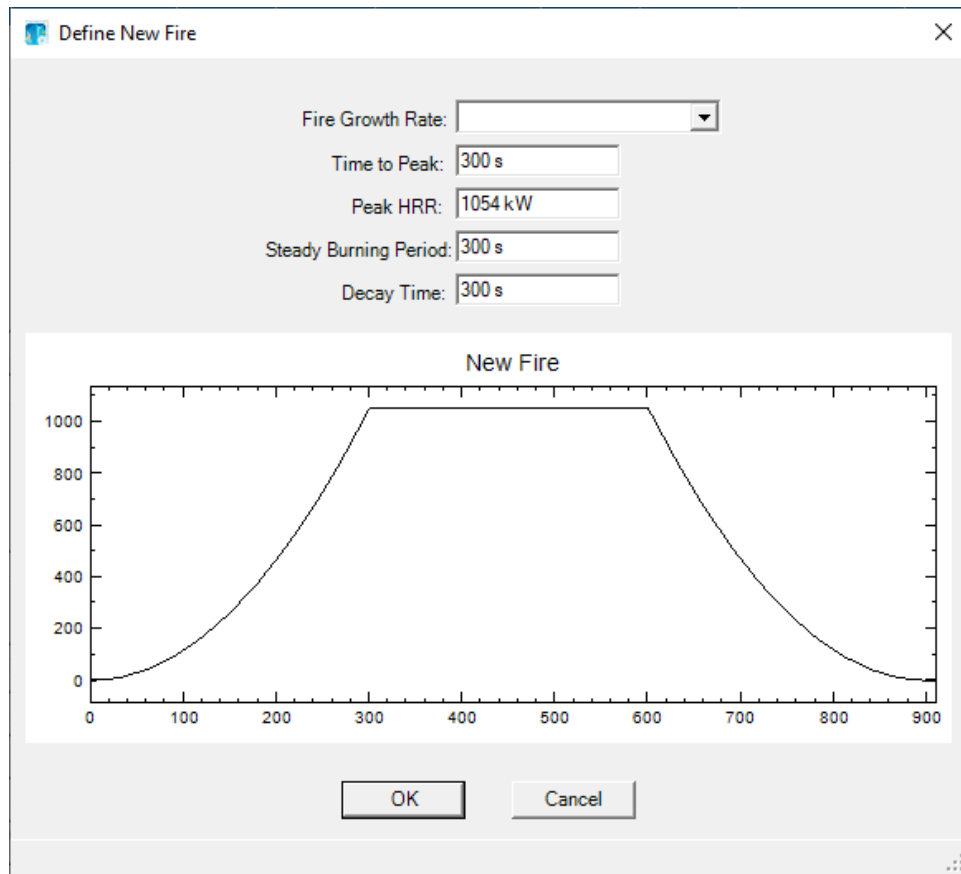 Define New Fire
Fire Growth Rate:
Time to Peak: 300 s
Peak HRR: 1054 kW
Steady Burning Period: 300 s
Decay Time: 300 s
New Fire
1000
800
600
400
200
0
0 100 200 300 400 500 600 700 800 900
OK Cancel